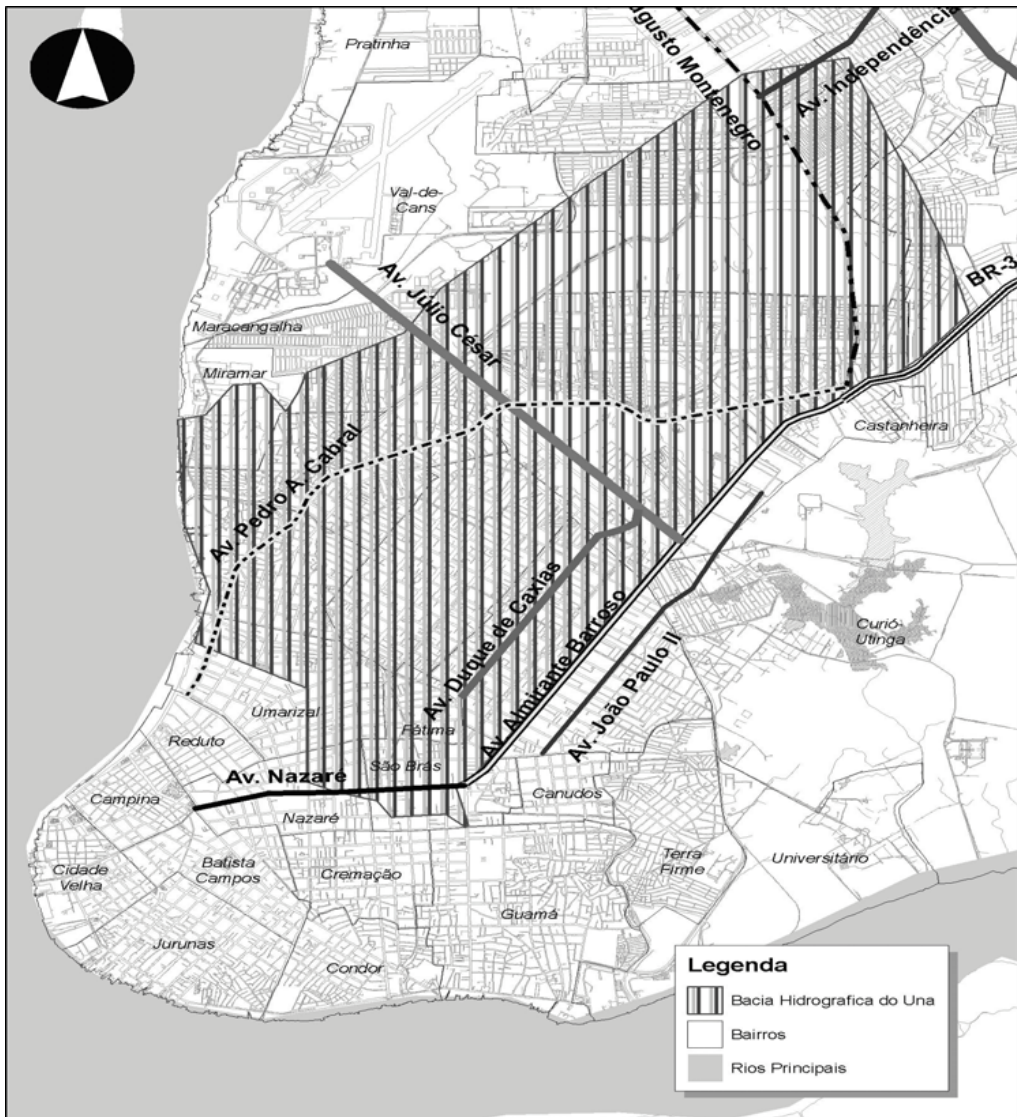 Pratinha
ugusto Montenegro
Av. Independência
Val-de-
Cans
Av. Júlio César
BR-3
Maracangalha
Miramar
Castanheira
Av. Pedro A. Cabral
Av. Duque de Caxias
Av. Almirante Barroso
Av. João Paulo II
Curió-
Utinga
Umarizal
Fátima
Reduto
São Brás
Av. Nazaré
Campina
Nazaré
Canudos
Cidade
Velha
Batista
Campos
Cremação
Terra
Firme
Universitário
Guamá
Jurunas
Condor
Legenda
Bacia Hidrografica do Una
Bairros
Rios Principais